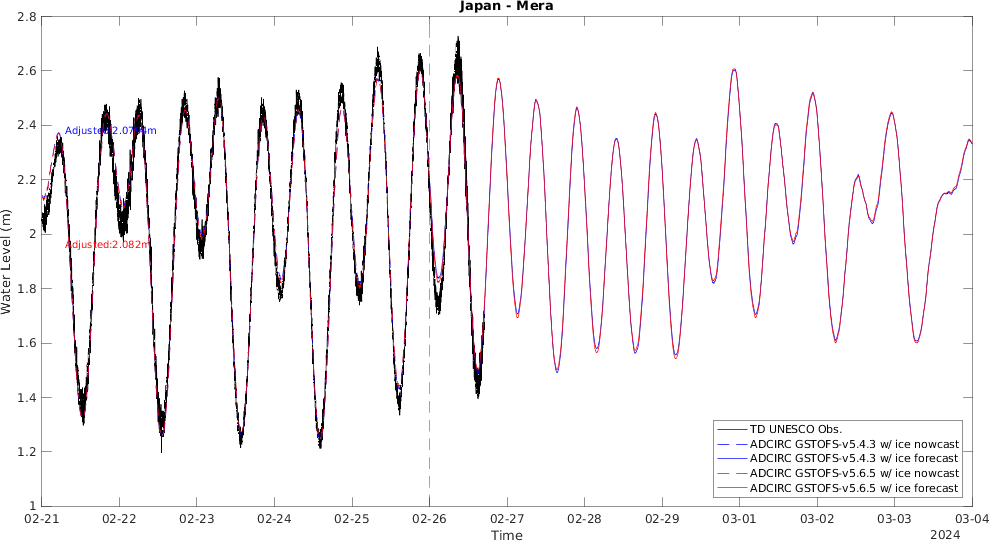 Japan - Mera
2.8
2.6
2.4
2.2
2
1.8
1.6
1.4
1.2
1
Water Level (m)
Adjusted:2.082m
TD UNESCO Obs.
ADCIRC GSTOFS-v5.4.3 w/ ice nowcast
ADCIRC GSTOFS-v5.4.3 w/ ice forecast
ADCIRC GSTOFS-v5.6.5 w/ ice nowcast
ADCIRC GSTOFS-v5.6.5 w/ ice forecast
02-21 02-22 02-23 02-24 02-25 02-26 02-27 02-28 02-29 03-01 03-02 03-03 03-04
Time
2024